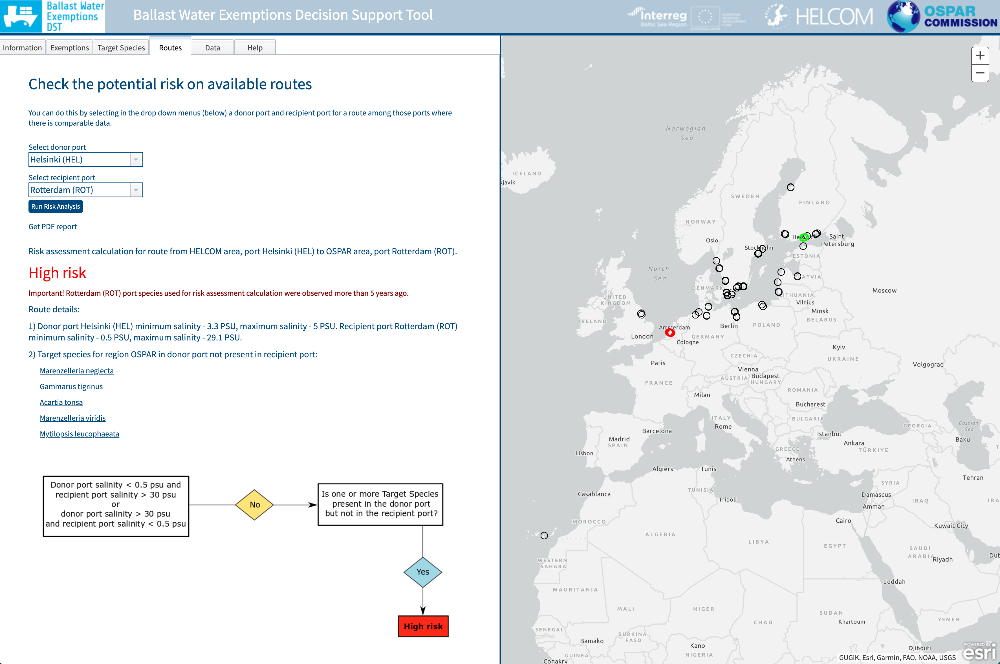 Ballast Water
Exemptions
DST
Ballast Water Exemptions Decision Support Tool
Interreg
Baltic Sea Region
EUROPEAN UNION
EUROPEAN
REGIONAL
DEVELOPMENT
FUND
HELCOM
HELCOM
OSPAR
COMMISSION
Information
Exemptions
Target Species
Routes
Data
Help
Check the potential risk on available routes
You can do this by selecting in the drop down menus (below) a donor port and recipient port for a route among those ports where
there is comparable data.
Select donor port
Helsinki (HEL)
Select recipient port
Rotterdam (ROT)
Run Risk Analysis
Get PDF report
Risk assessment calculation for route from HELCOM area, port Helsinki (HEL) to OSPAR area, port Rotterdam (ROT).
High risk
Important! Rotterdam (ROT) port species used for risk assessment calculation were observed more than 5 years ago.
Route details:
1) Donor port Helsinki (HEL) minimum salinity - 3.3 PSU, maximum salinity - 5 PSU. Recipient port Rotterdam (ROT)
minimum salinity - 0.5 PSU, maximum salinity - 29.1 PSU.
2) Target species for region OSPAR in donor port not present in recipient port:
Marenzelleria neglecta
Gammarus tigrinus
Acartia tonsa
Marenzelleria viridis
Mytilopsis leucophaeata
Donor port salinity < 0.5 psu and
recipient port salinity > 30 psu
or
donor port salinity > 30 psu
and recipient port salinity < 0.5 psu
No
Is one or more Target Species
present in the donor port
but not in the recipient port?
Yes
High risk
+
−
Norwegian
Sea
ICELAND
kjavík
SWEDEN
FINLAND
NORWAY
Oslo
Stockholm
Saint
Petersburg
ESTONIA
North
Sea
LATVIA
DENMARK
LITHUANIA
Vilnius
Moscow
UNITED
KINGDOM
Minsk
BELARUS
IRELAND
Amsterdam
Berlin
POLAND
London
GERMANY
Cologne
Kyiv
CZECHIA
UKRAINE
Paris
Volgograd
Vienna
AUSTRIA
Budapest
HUNGARY
FRANCE
ROMANIA
Milan
Bucharest
ITALY
BULGARIA
GEORGIA
Caspian
Sea
Rome
Barcelona
Istanbul
Madrid
SPAIN
Ankara
Baku
TÜRKIYE
T
Lisbon
GREECE
Athens
Algiers
Tunis
Tehran
SYRIA
Casablanca
TUNISIA
Damascus
Tripoli
IRAQ
IRA
Amman
MOROCCO
Cairo
Kuwait City
ALGERIA
LIBYA
EGYPT
SAUDI
ARABIA
Dub
WESTERN
SAHARA
Riyadh
Jeddah
MAURITANIA
MALI
NIGER
SUDAN
CHAD
Khartoum
YEMEN
SENEGAL
BURKINA
FASO
Bamako
Kano
NIGERIA
Djibouti
GUINEA
Conakry
POWERED BY
esri
GUGiK, Esri, Garmin, FAO, NOAA, USGS